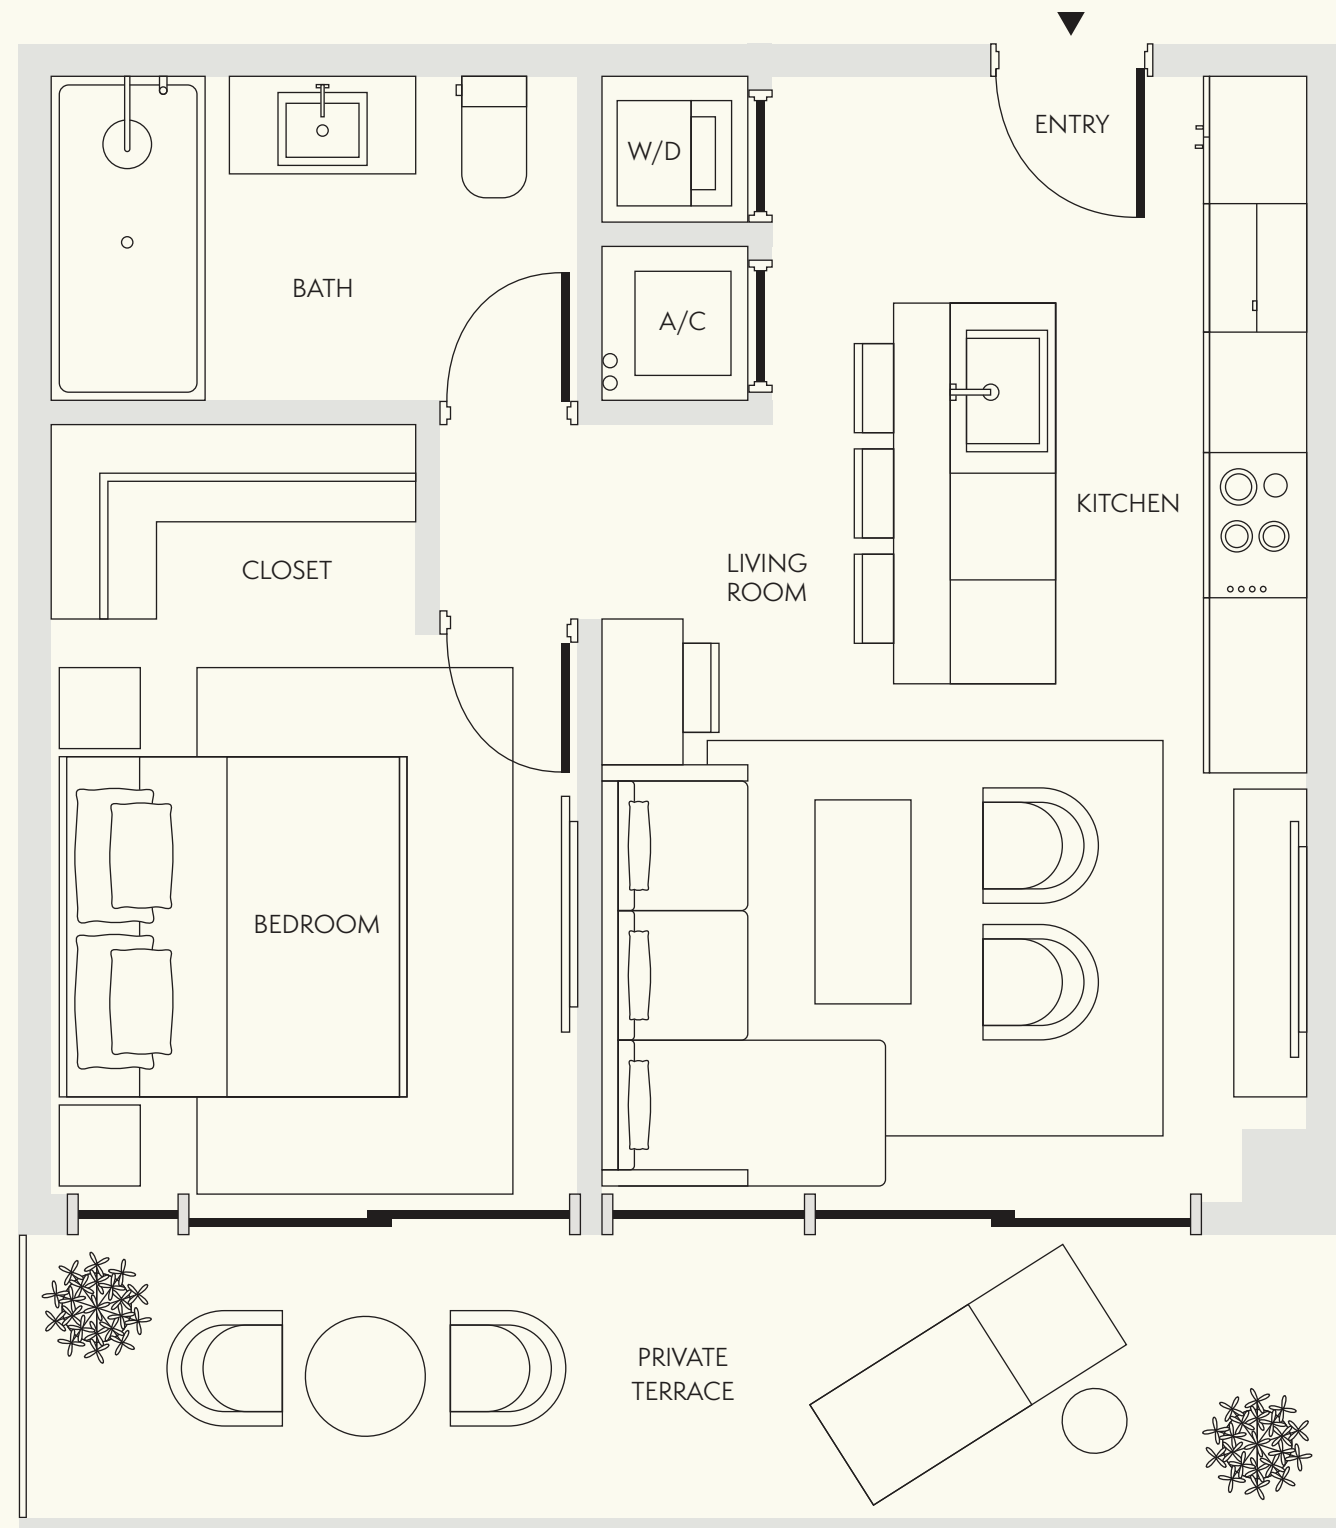 ENTRY
W/D
BATH
A/C
KITCHEN
LIVING
ROOM
CLOSET
BEDROOM
PRIVATE
TERRACE